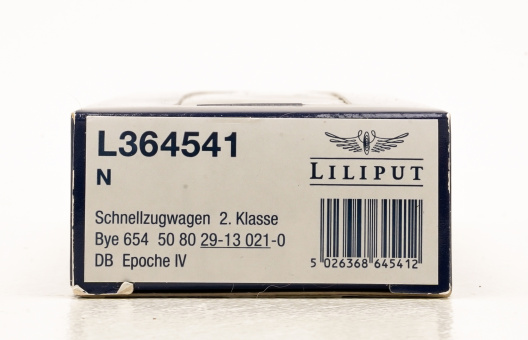 L364541
N
LILIPUT
Schnellzugwagen 2. Klasse
Bye 654 50 80 29-13 021-0
DB Epoche IV
5 026368 645412